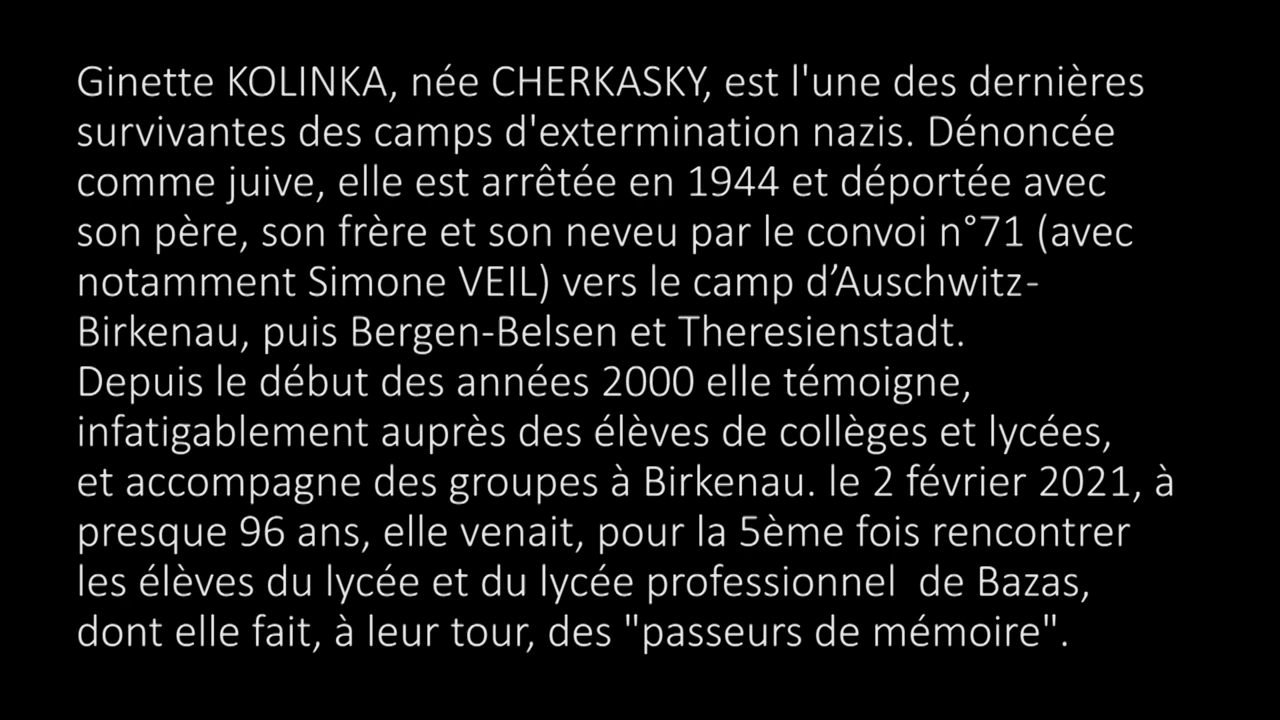 Ginette KOLINKA, née CHERKASKY, est l'une des dernières
survivantes des camps d'extermination nazis. Dénoncée
comme juive, elle est arrêtée en 1944 et déportée avec
son père, son frère et son neveu par le convoi n°71 (avec
notamment Simone VEIL) vers le camp d’Auschwitz-
Birkenau, puis Bergen-Belsen et Theresienstadt.
Depuis le début des années 2000 elle témoigne,
infatigablement auprès des élèves de collèges et lycées,
et accompagne des groupes à Birkenau. le 2 février 2021, à
presque 96 ans, elle venait, pour la 5ème fois rencontrer
les élèves du lycée et du lycée professionnel  de Bazas,
dont elle fait, à leur tour, des "passeurs de mémoire".